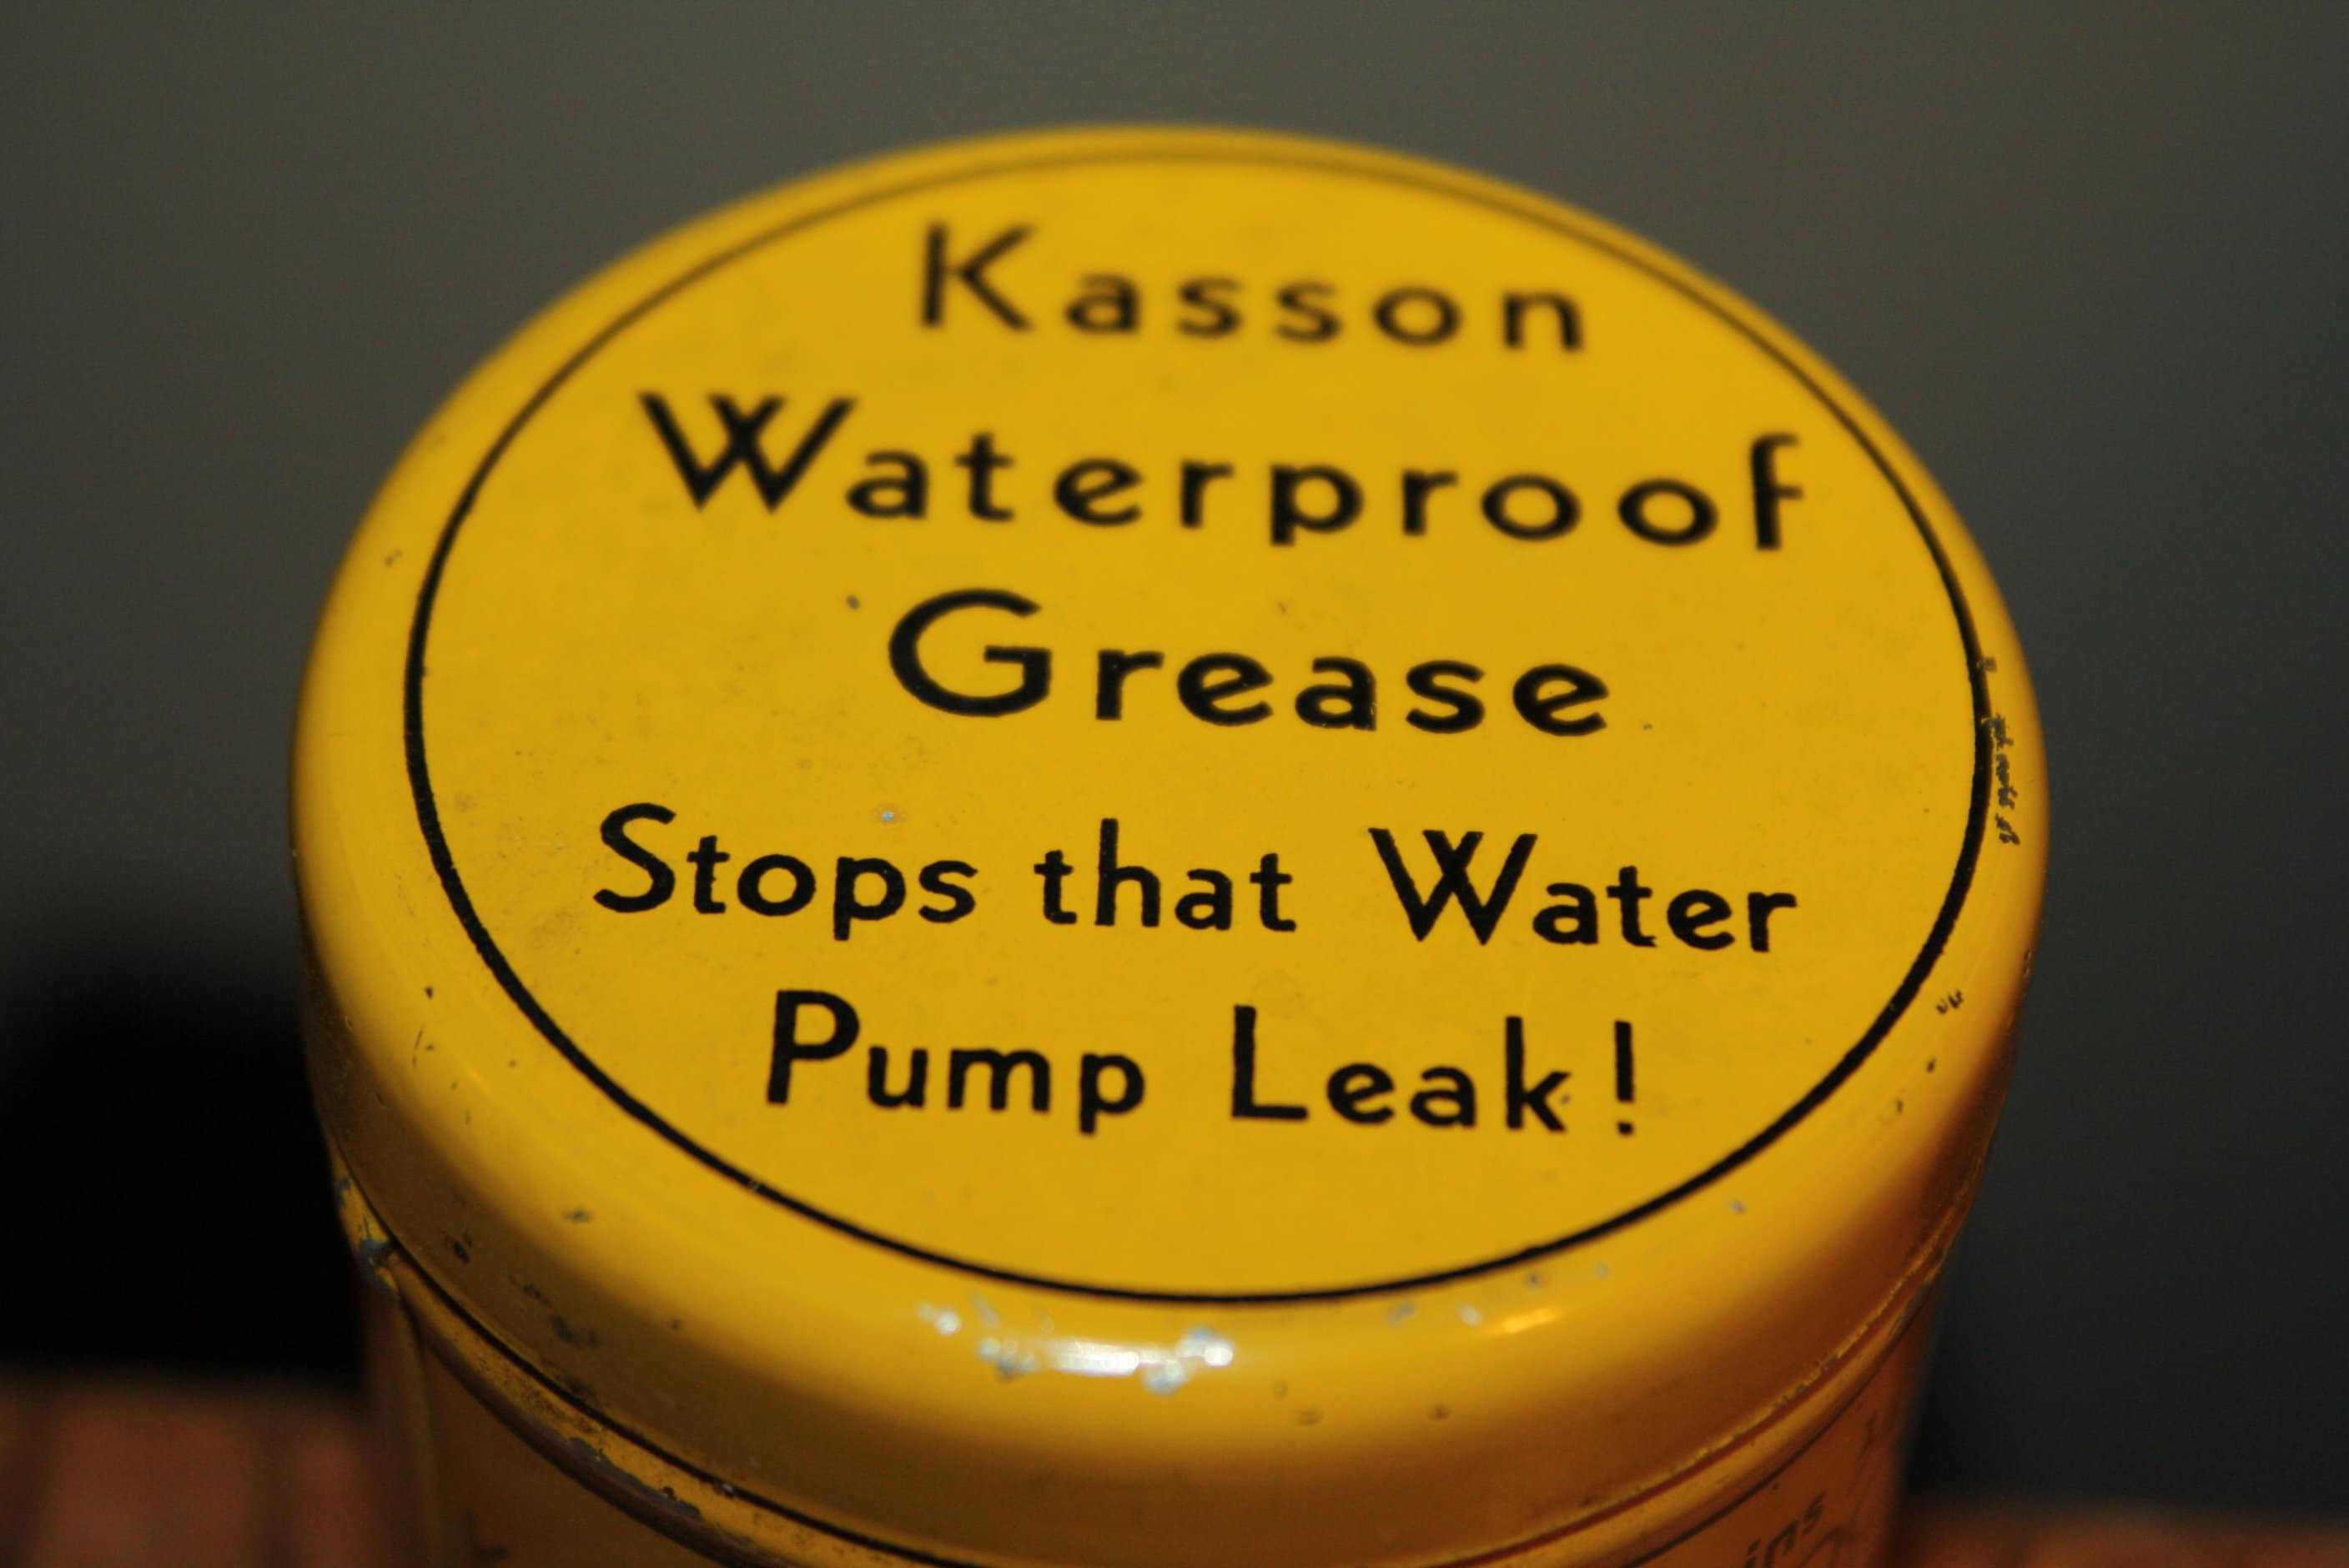 Kasson
Waterproof
Grease
Stops that Water
Pump Leak!